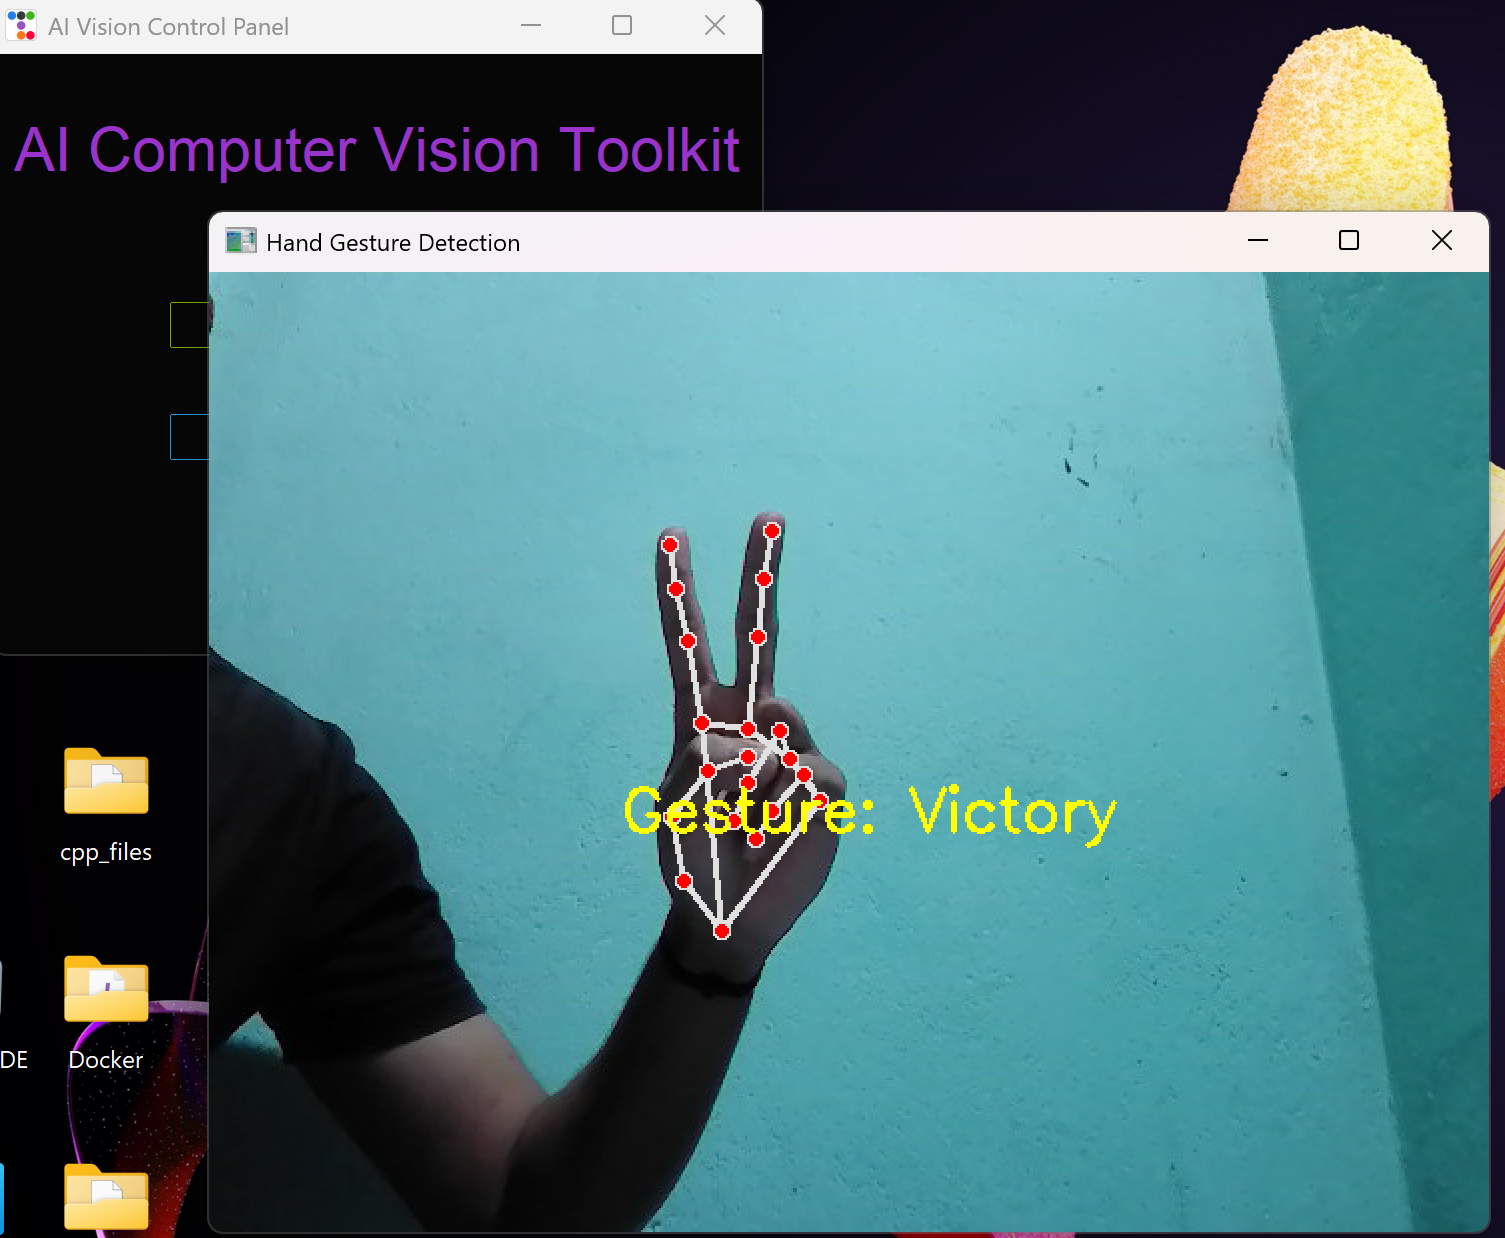 AI Vision Control Panel
AI Computer Vision Toolkit
Hand Gesture Detection
Gesture: Victory
cpp_files
DE
Docker